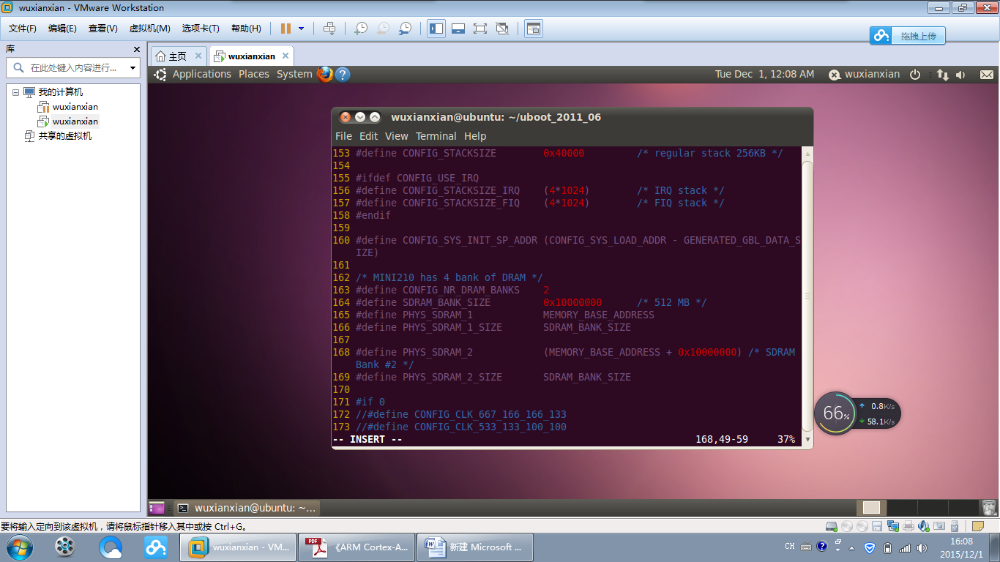 wuxianxian - VMware Workstation
文件(F) 编辑(E) 查看(V) 虚拟机(M) 选项卡(T) 帮助(H)
拖拽上传
库
在此处键入内容进行...
我的计算机
wuxianxian
wuxianxian
共享的虚拟机
主页 wuxianxian
Applications Places System ? Tue Dec 1, 12:08 AM wuxianxian
wuxianxian@ubuntu: ~/uboot_2011_06
File Edit View Terminal Help
153 #define CONFIG_STACKSIZE 0x40000 /* regular stack 256KB */
154
155 #ifdef CONFIG_USE_IRQ
156 #define CONFIG_STACKSIZE_IRQ (4*1024) /* IRQ stack */
157 #define CONFIG_STACKSIZE_FIQ (4*1024) /* FIQ stack */
158 #endif
159
160 #define CONFIG_SYS_INIT_SP_ADDR (CONFIG_SYS_LOAD_ADDR - GENERATED_GBL_DATA_S
IZE)
161
162 /* MINI210 has 4 bank of DRAM */
163 #define CONFIG_NR_DRAM_BANKS 2
164 #define SDRAM_BANK_SIZE 0x10000000 /* 512 MB */
165 #define PHYS_SDRAM_1 MEMORY_BASE_ADDRESS
166 #define PHYS_SDRAM_1_SIZE SDRAM_BANK_SIZE
167
168 #define PHYS_SDRAM_2 (MEMORY_BASE_ADDRESS + 0x10000000) /* SDRAM
Bank #2 */
169 #define PHYS_SDRAM_2_SIZE SDRAM_BANK_SIZE
170
171 #if 0
172 //#define CONFIG_CLK_667_166_166_133
173 //#define CONFIG_CLK_533_133_100_100
-- INSERT -- 168,49-59 37%
66%
0.8K/s
58.1K/s
wuxianxian@ubuntu: ~...
要将输入定向到该虚拟机，请将鼠标指针移入其中或按 Ctrl+G。
wuxianxian - VM... PDF 《ARM Cortex-A... 新建 Microsoft ... CH
16:08
2015/12/1